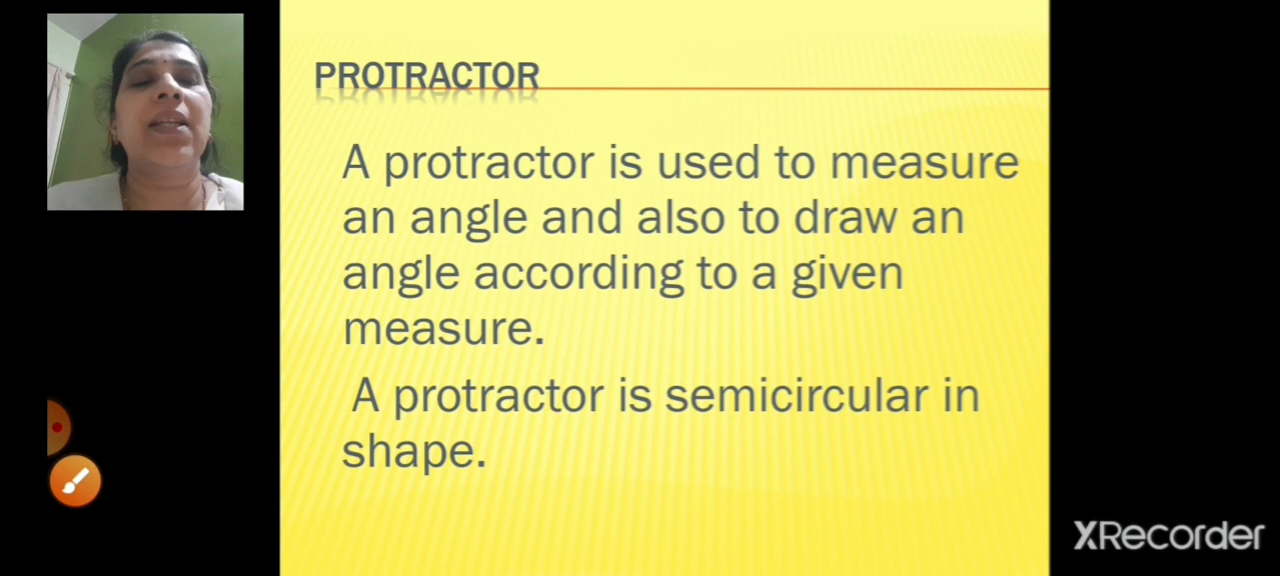 PROTRACTOR
A protractor is used to measure
an angle and also to draw an
angle according to a given
measure.
A protractor is semicircular in
shape.
XRecorder